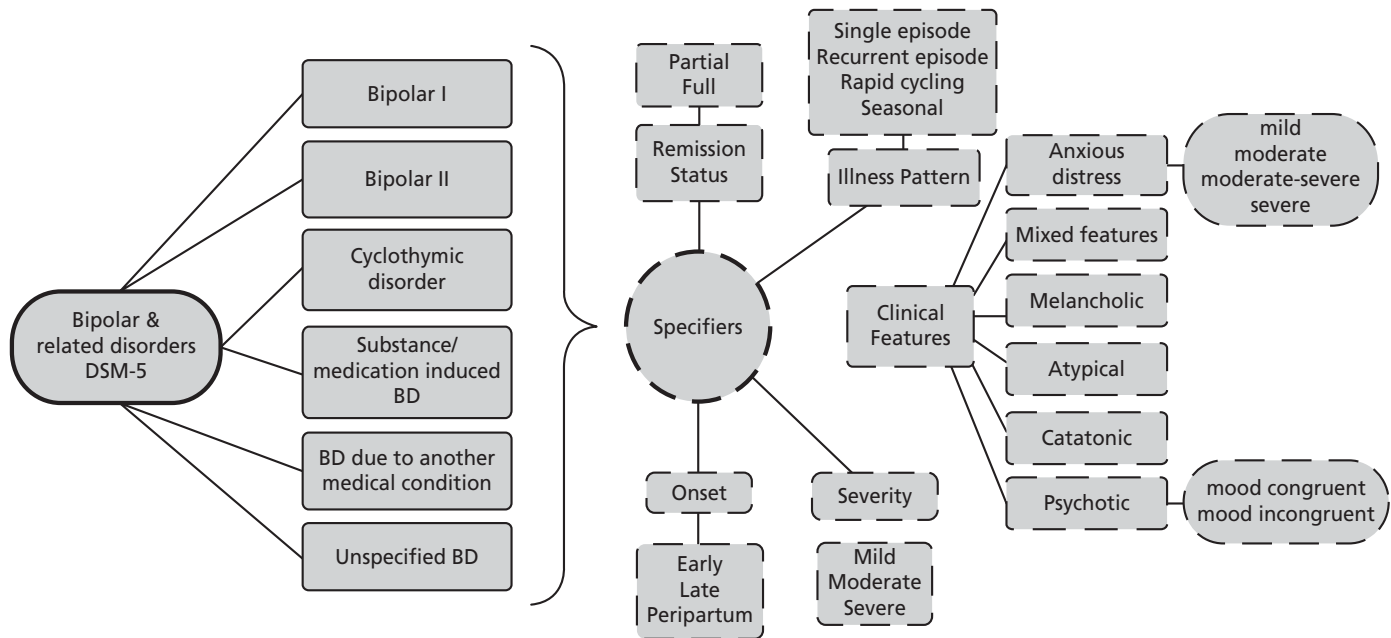 Bipolar &
related disorders
DSM-5
Bipolar I
Bipolar II
Cyclothymic
disorder
Substance/
medication induced
BD
BD due to another
medical condition
Unspecified BD
Partial
Full
Remission
Status
Single episode
Recurrent episode
Rapid cycling
Seasonal
Illness Pattern
Specifiers
Onset
Early
Late
Peripartum
Severity
Mild
Moderate
Severe
Clinical
Features
Anxious
distress
mild
moderate
moderate-severe
severe
Mixed features
Melancholic
Atypical
Catatonic
Psychotic
mood congruent
mood incongruent